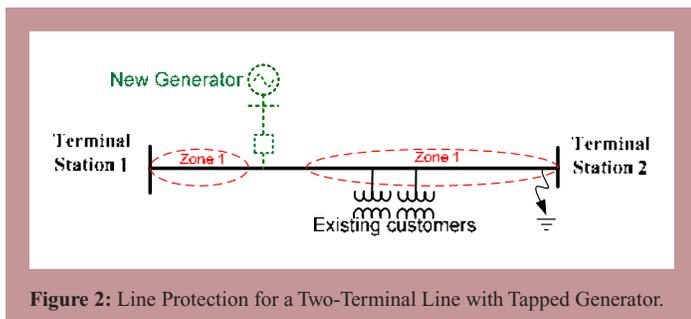 New Generator
Terminal
Station 1
Zone 1
Zone 1
Terminal
Station 2
Existing customers
Figure 2: Line Protection for a Two-Terminal Line with Tapped Generator.